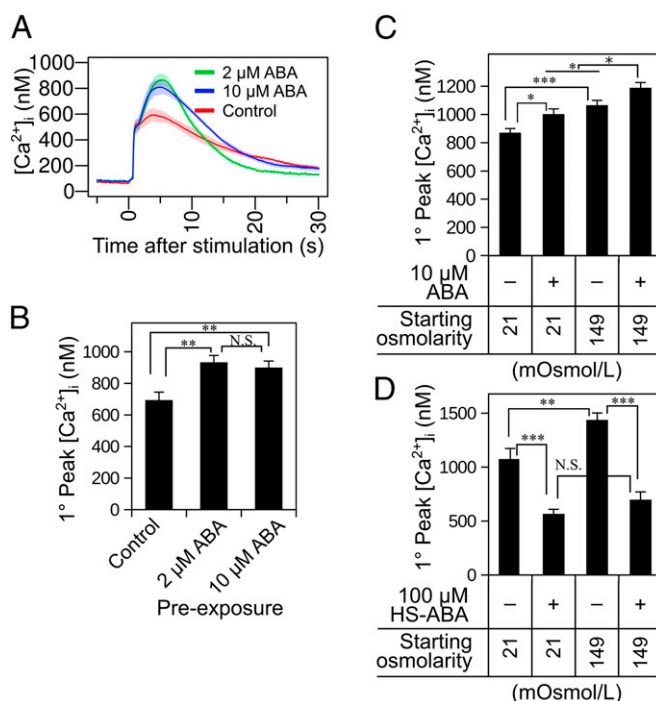 A
[Ca²⁺]ᵢ (nM)
1000
800
600
400
200
0
2 µM ABA
10 µM ABA
Control
0
10
20
30
Time after stimulation (s)
B
1° Peak [Ca²⁺]ᵢ (nM)
1000
800
600
400
200
0
**
**
N.S.
Control
2 µM ABA
10 µM ABA
Pre-exposure
C
1° Peak [Ca²⁺]ᵢ (nM)
1200
1000
800
600
400
200
0
*
*
***
*
10 µM
ABA
– + – +
Starting
osmolarity
21 21 149 149
(mOsmol/L)
D
1° Peak [Ca²⁺]ᵢ (nM)
1500
1000
500
0
**
***
***
N.S.
100 µM
HS-ABA
– + – +
Starting
osmolarity
21 21 149 149
(mOsmol/L)